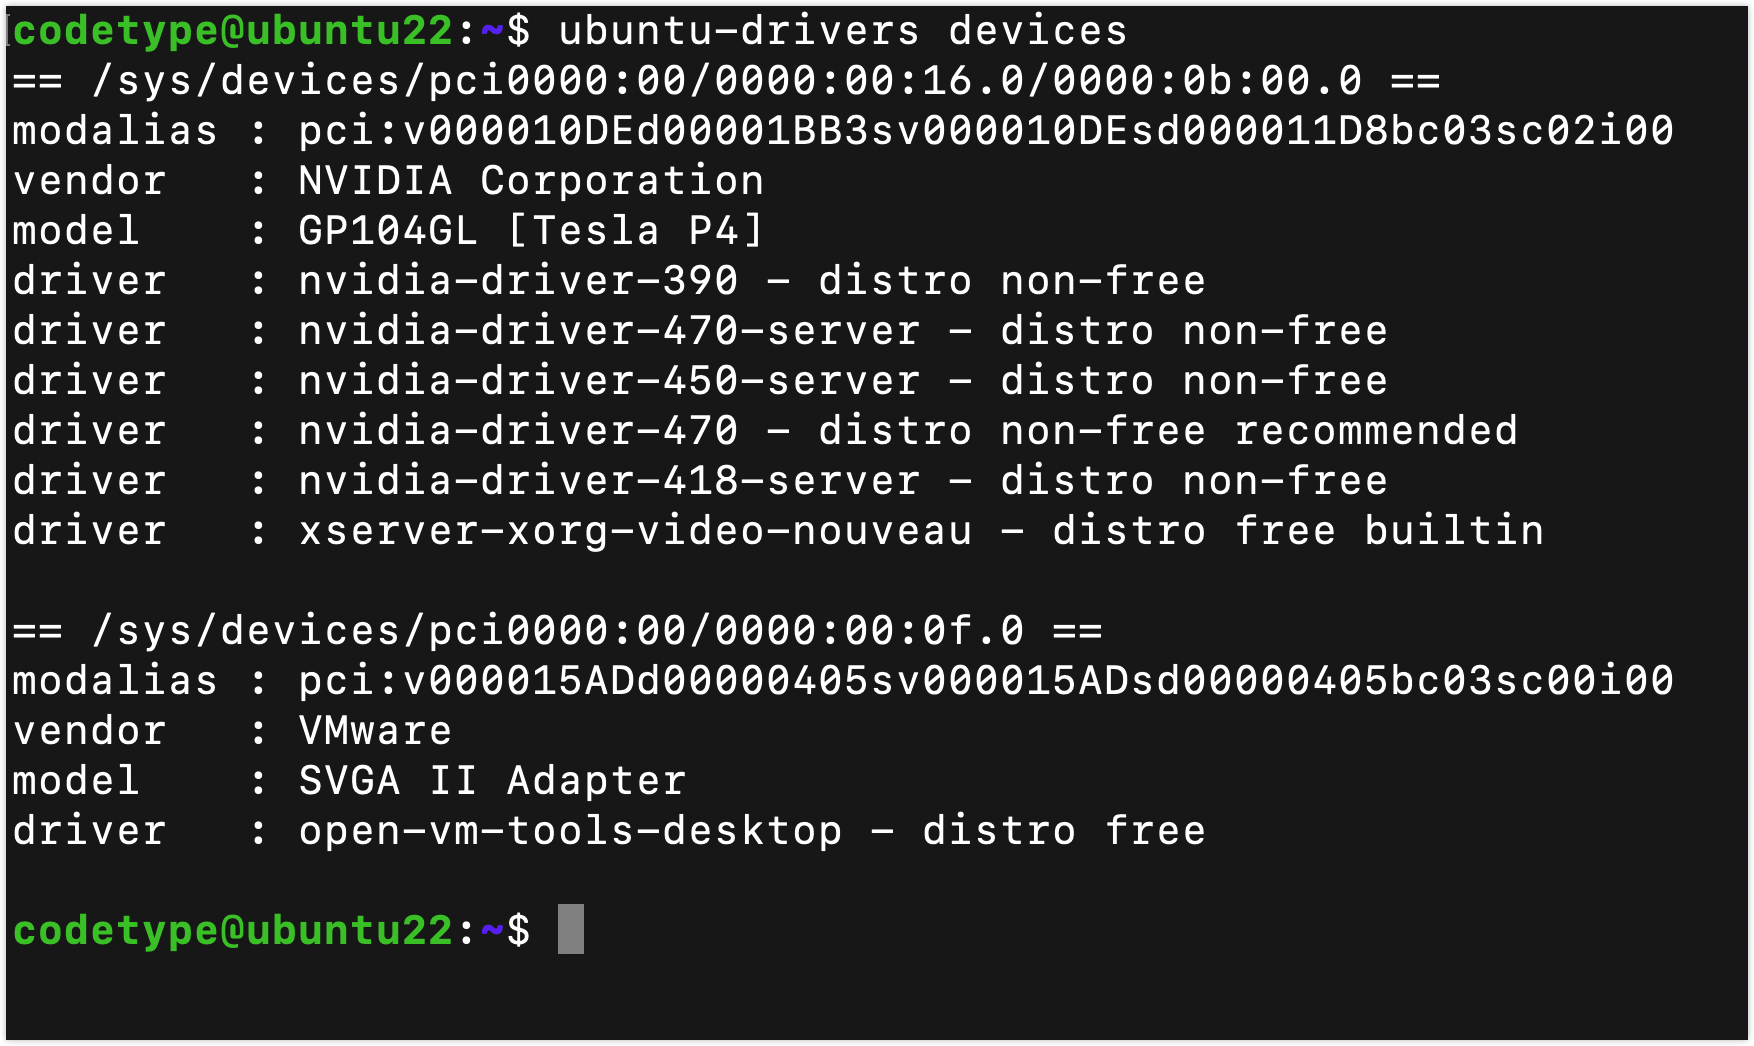 codetype@ubuntu22:~$ ubuntu-drivers devices
== /sys/devices/pci0000:00/0000:00:16.0/0000:0b:00.0 ==
modalias : pci:v000010DEd00001BB3sv000010DEsd000011D8bc03sc02i00
vendor   : NVIDIA Corporation
model    : GP104GL [Tesla P4]
driver   : nvidia-driver-390 - distro non-free
driver   : nvidia-driver-470-server - distro non-free
driver   : nvidia-driver-450-server - distro non-free
driver   : nvidia-driver-470 - distro non-free recommended
driver   : nvidia-driver-418-server - distro non-free
driver   : xserver-xorg-video-nouveau - distro free builtin
== /sys/devices/pci0000:00/0000:00:0f.0 ==
modalias : pci:v000015ADd00000405sv000015ADsd00000405bc03sc00i00
vendor   : VMware
model    : SVGA II Adapter
driver   : open-vm-tools-desktop - distro free
codetype@ubuntu22:~$